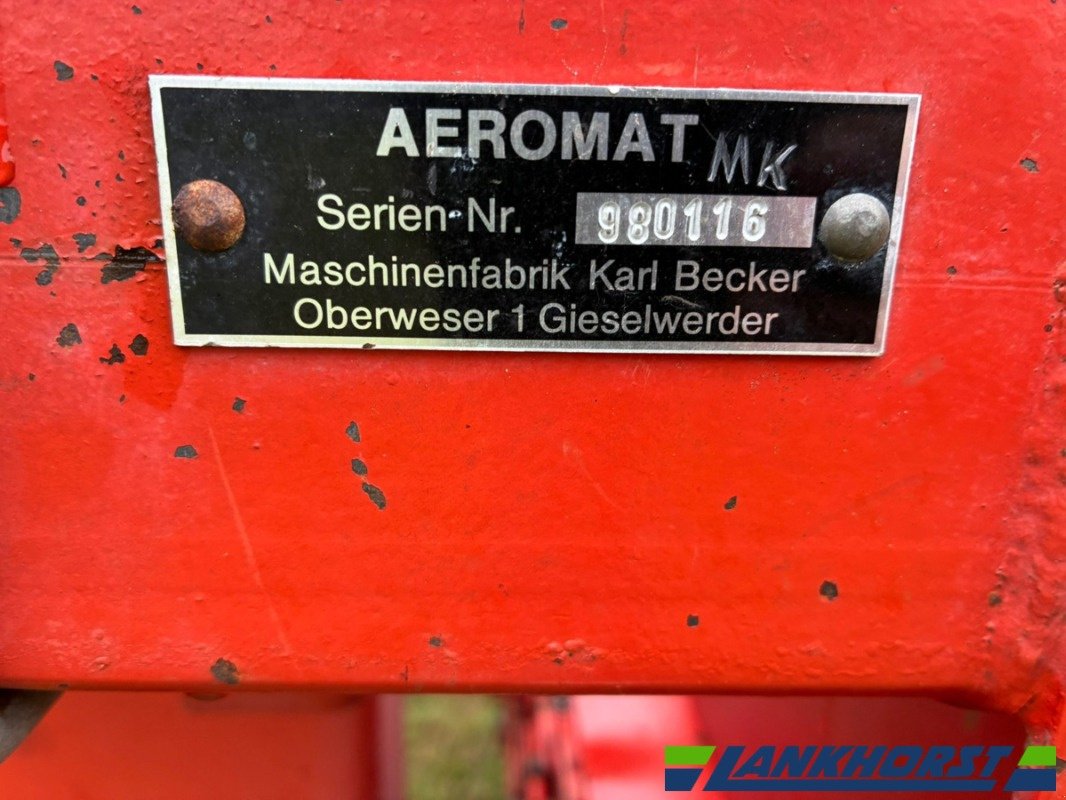 AEROMAT MK
Serien-Nr. 980116
Maschinenfabrik Karl Becker
Oberweser 1 Gieselwerder
LANKHORST